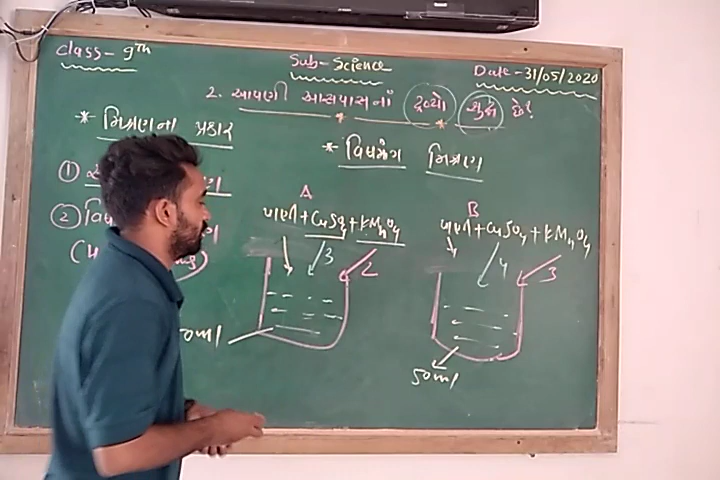 Class - 9th
Sub - Science
Date - 31/05/2020
2. આપણી આસપાસનાં દ્રવ્યો શુદ્ધ છે?
* મિશ્રણના પ્રકાર
* વિષમાંગ મિશ્રણ
①
②
A
પાણી + CuSO4 + KMnO4
3
2
B
પાણી + CuSO4 + KMnO4
4
3
50ml